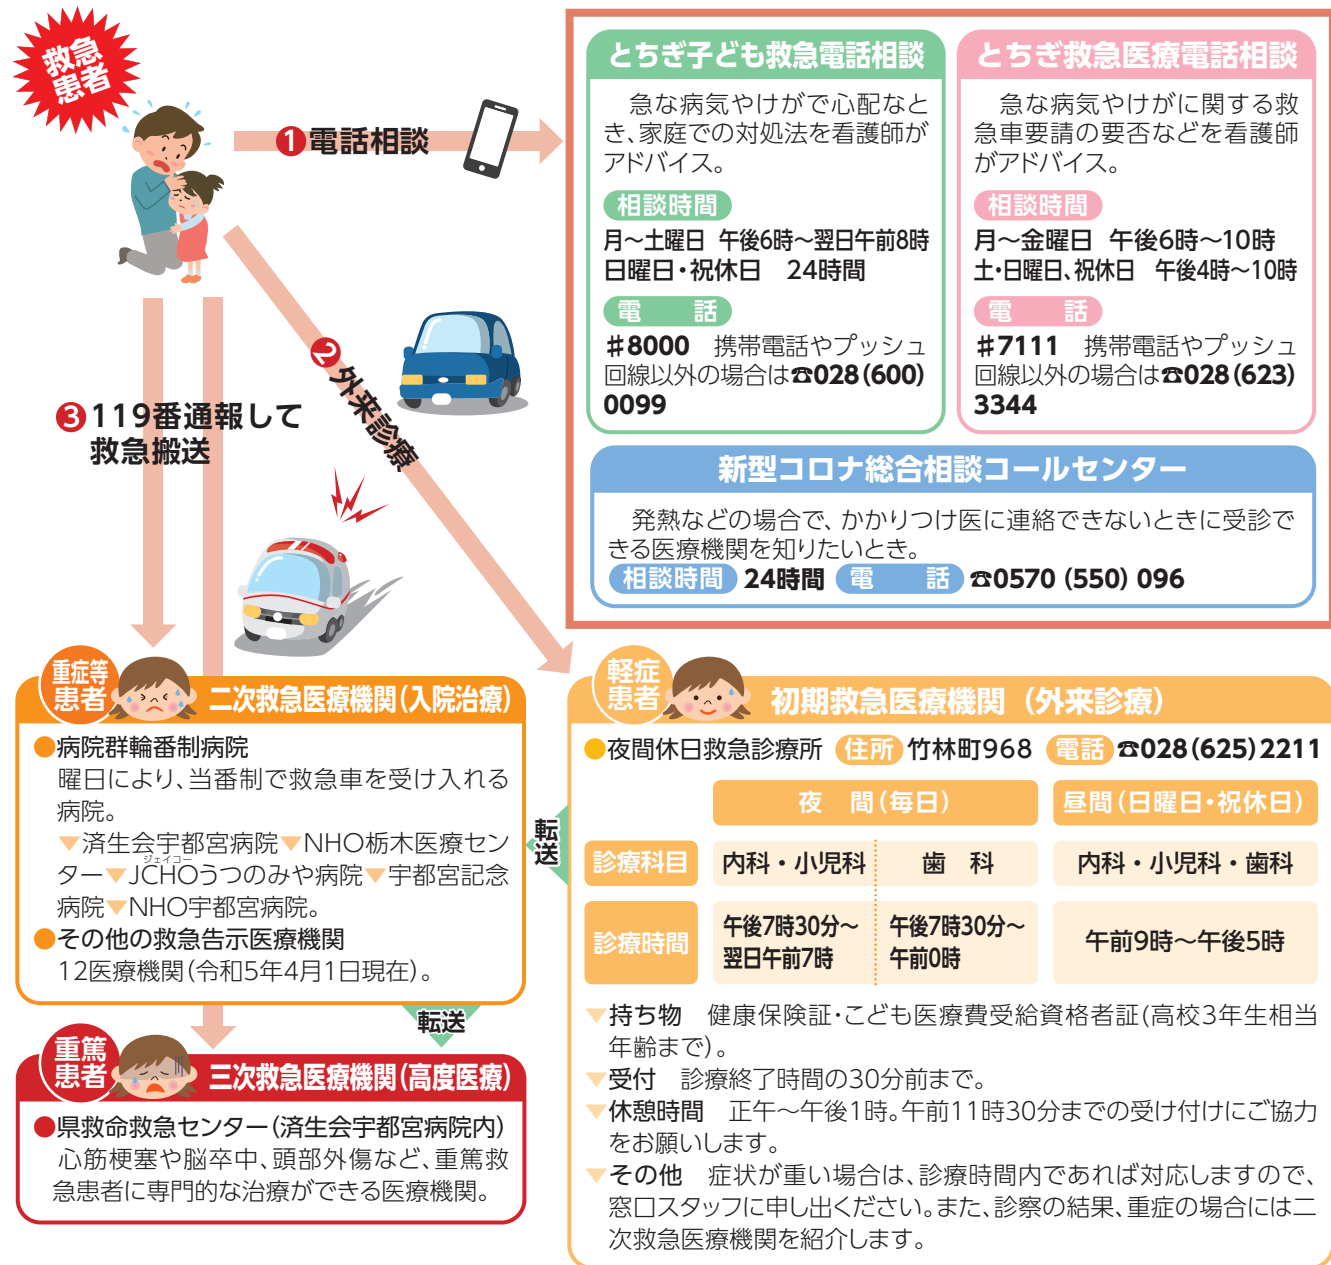 救急
患者
❶電話相談
❷外来診療
❸119番通報して
救急搬送
とちぎ子ども救急電話相談
急な病気やけがで心配なと
き、家庭での対処法を看護師が
アドバイス。
相談時間
月～土曜日 午後6時～翌日午前8時
日曜日・祝休日 24時間
電 話
＃8000 携帯電話やプッシュ
回線以外の場合は☎028(600)
0099
とちぎ救急医療電話相談
急な病気やけがに関する救
急車要請の要否などを看護師
がアドバイス。
相談時間
月～金曜日 午後6時～10時
土・日曜日、祝休日 午後4時～10時
電 話
＃7111 携帯電話やプッシュ
回線以外の場合は☎028(623)
3344
新型コロナ総合相談コールセンター
発熱などの場合で、かかりつけ医に連絡できないときに受診で
きる医療機関を知りたいとき。
相談時間 24時間 電 話 ☎0570 (550) 096
重症等
患者
二次救急医療機関(入院治療)
●病院群輪番制病院
曜日により、当番制で救急車を受け入れる
病院。
▼済生会宇都宮病院▼NHO栃木医療セン
ジェイコー
ター▼JCHOうつのみや病院▼宇都宮記念
病院▼NHO宇都宮病院。
●その他の救急告示医療機関
12医療機関(令和5年4月1日現在)。
転送
転送
重篤
患者
三次救急医療機関(高度医療)
●県救命救急センター(済生会宇都宮病院内)
心筋梗塞や脳卒中、頭部外傷など、重篤救
急患者に専門的な治療ができる医療機関。
軽症
患者
初期救急医療機関 (外来診療)
●夜間休日救急診療所 住所 竹林町968 電話 ☎028(625)2211
夜 間(毎日) 昼間(日曜日・祝休日)
診療科目 内科・小児科 歯 科 内科・小児科・歯科
診療時間 午後7時30分～ 午後7時30分～ 午前9時～午後5時
翌日午前7時 午前0時
▼持ち物 健康保険証・こども医療費受給資格者証(高校3年生相当
年齢まで)。
▼受付 診療終了時間の30分前まで。
▼休憩時間 正午～午後1時。午前11時30分までの受け付けにご協力
をお願いします。
▼その他 症状が重い場合は、診療時間内であれば対応しますので、
窓口スタッフに申し出ください。また、診察の結果、重症の場合には二
次救急医療機関を紹介します。